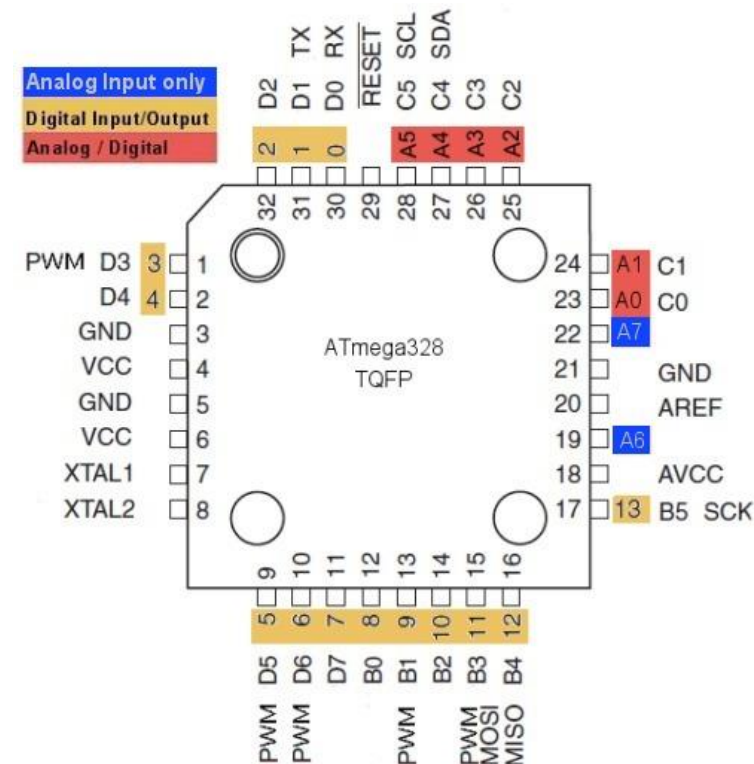 Analog Input only
Digital Input/Output
Analog / Digital
D2
D1 TX
D0 RX
RESET
C5 SCL
C4 SDA
C3
C2
2 1 0 A5 A4 A3 A2
32 31 30 29 28 27 26 25
PWM D3 3 1
D4 4 2
GND 3
VCC 4
GND 5
VCC 6
XTAL1 7
XTAL2 8
ATmega328
TQFP
24 A1 C1
23 A0 C0
22 A7
21 GND
20 AREF
19 A6
18 AVCC
17 13 B5 SCK
9 10 11 12 13 14 15 16
5 6 7 8 9 10 11 12
PWM D5
PWM D6
D7
B0
PWM B1
B2
PWM B3
MOSI
MISO B4